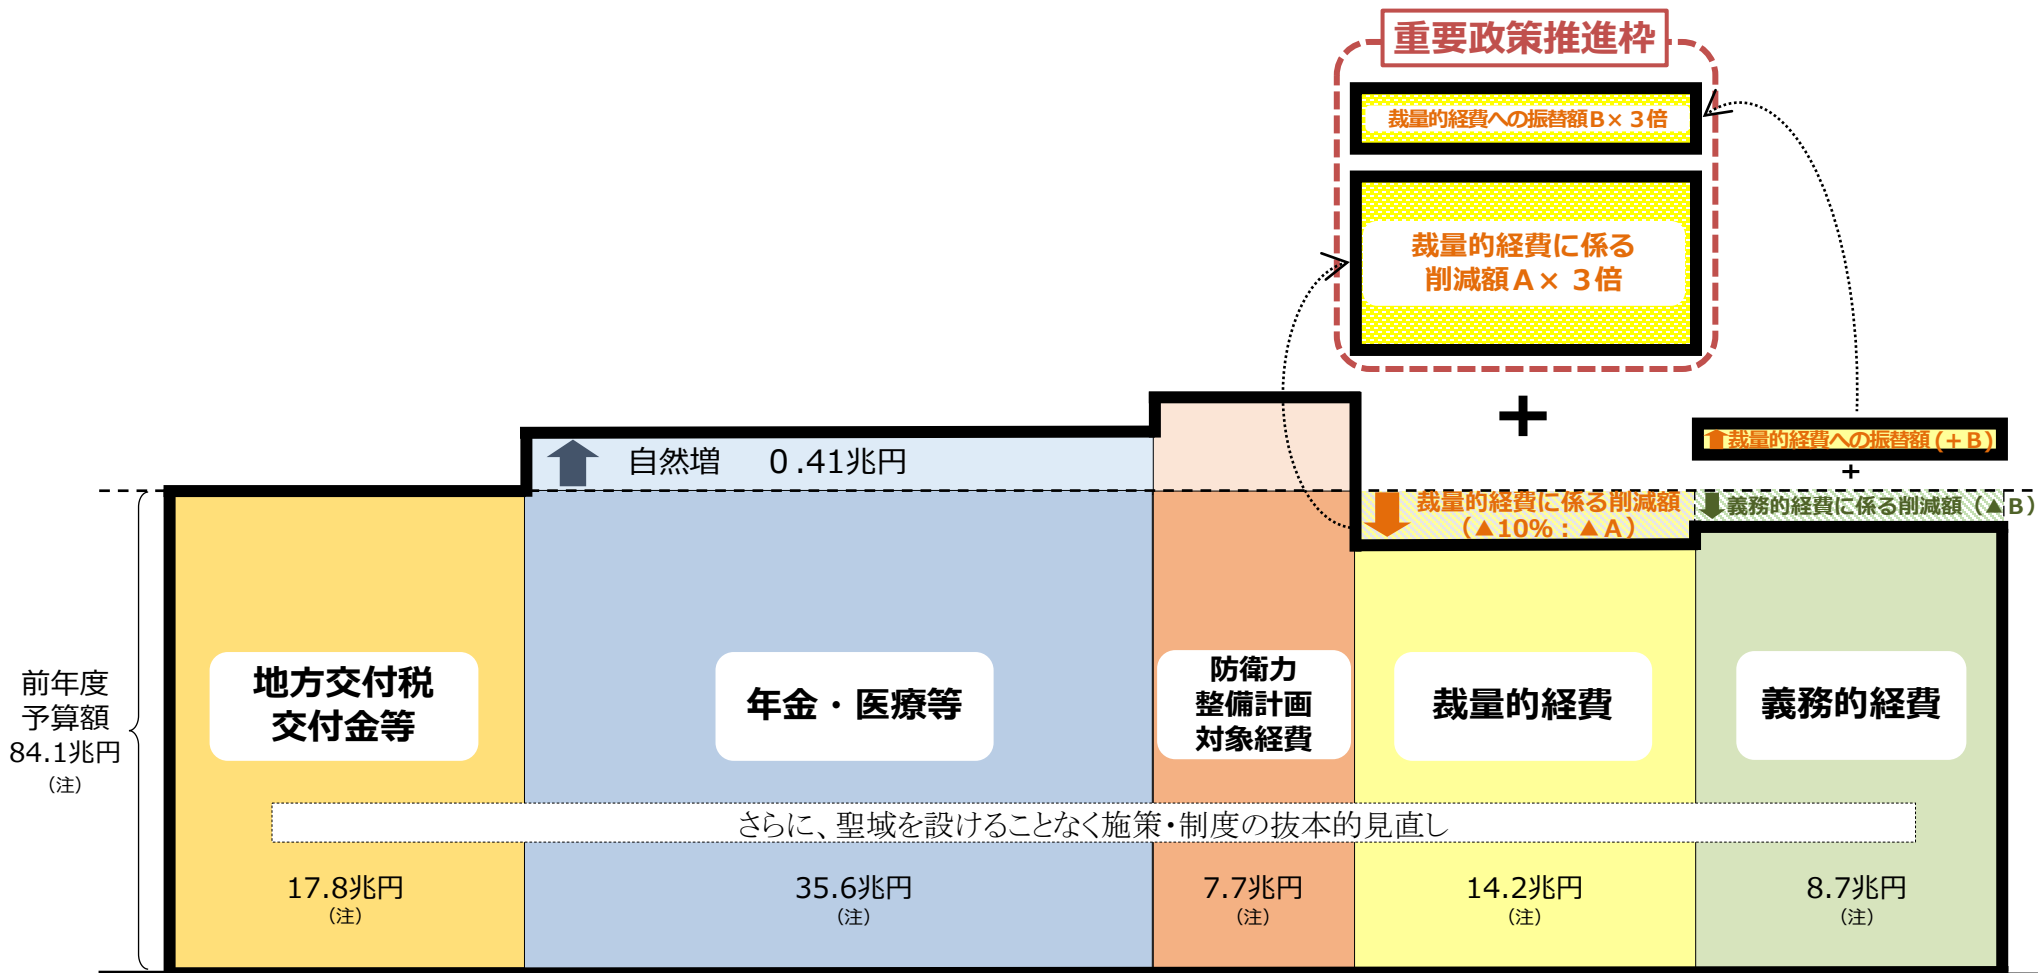 重要政策推進枠
裁量的経費への振替額B×３倍
裁量的経費に係る
削減額A×３倍
+
裁量的経費への振替額(+B)
+
自然増　０.41兆円
裁量的経費に係る削減額
（▲10%：▲A）
義務的経費に係る削減額（▲B）
前年度
予算額
84.1兆円
（注）
地方交付税
交付金等
年金・医療等
防衛力
整備計画
対象経費
裁量的経費
義務的経費
さらに、聖域を設けることなく施策・制度の抜本的見直し
17.8兆円
（注）
35.6兆円
（注）
7.7兆円
（注）
14.2兆円
（注）
8.7兆円
（注）